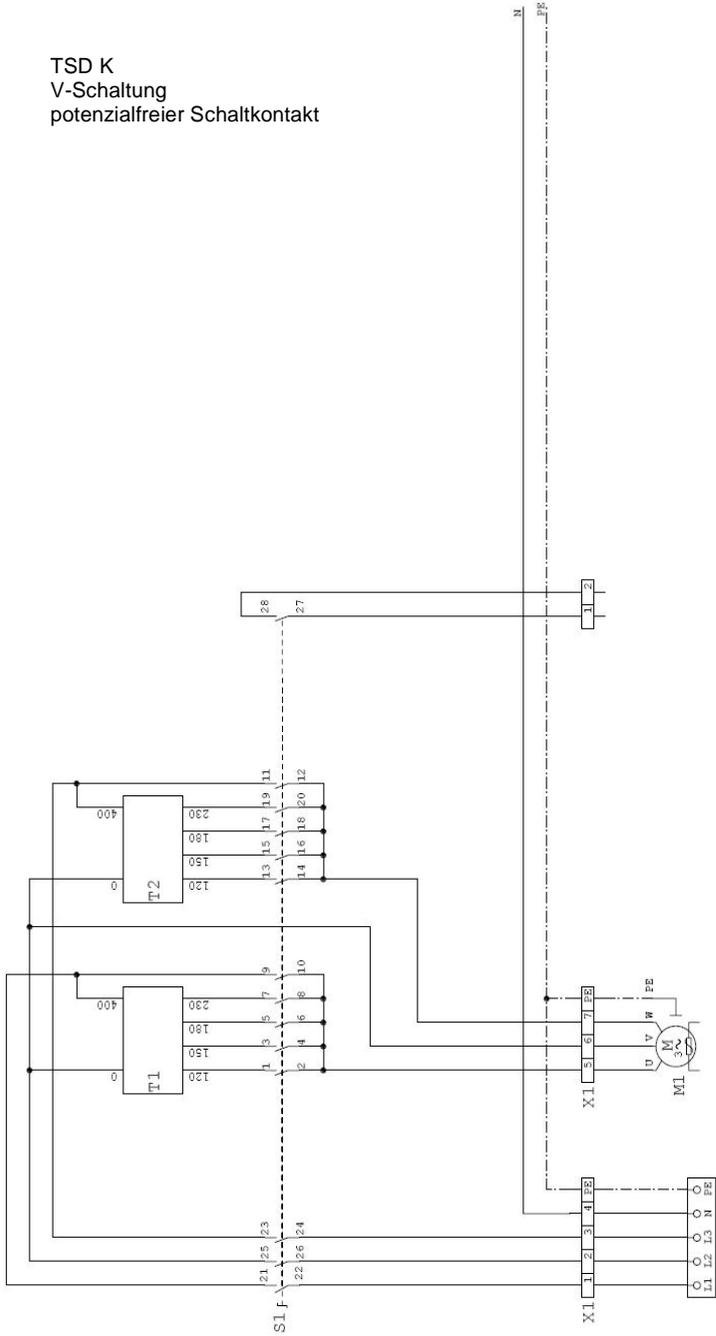 TSD K
V-Schaltung
potenzialfreier Schaltkontakt
N
PE
28
27
1 2
11
12
400
230
19
20
180
17
18
150
15
16
0
120
13
14
T2
9
10
400
230
7
8
180
5
6
150
3
4
0
120
1
2
T1
X1
5 6 7 PE
U V W PE
M
3~
M1
23
24
25
26
21
22
S1
X1
1 2 3 4 PE
L1 L2 L3 N PE